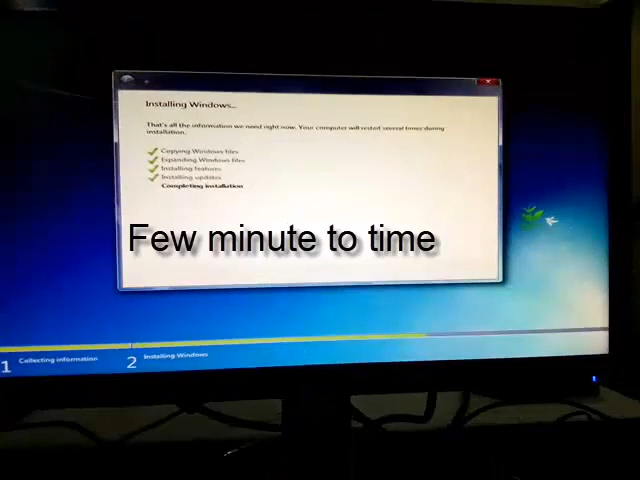 Installing Windows...
That's all the information we need right now. Your computer will restart several times during
installation.
Copying Windows files
Expanding Windows files
Installing features
Installing updates
Completing installation
Few minute to time
1 Collecting information
2 Installing Windows